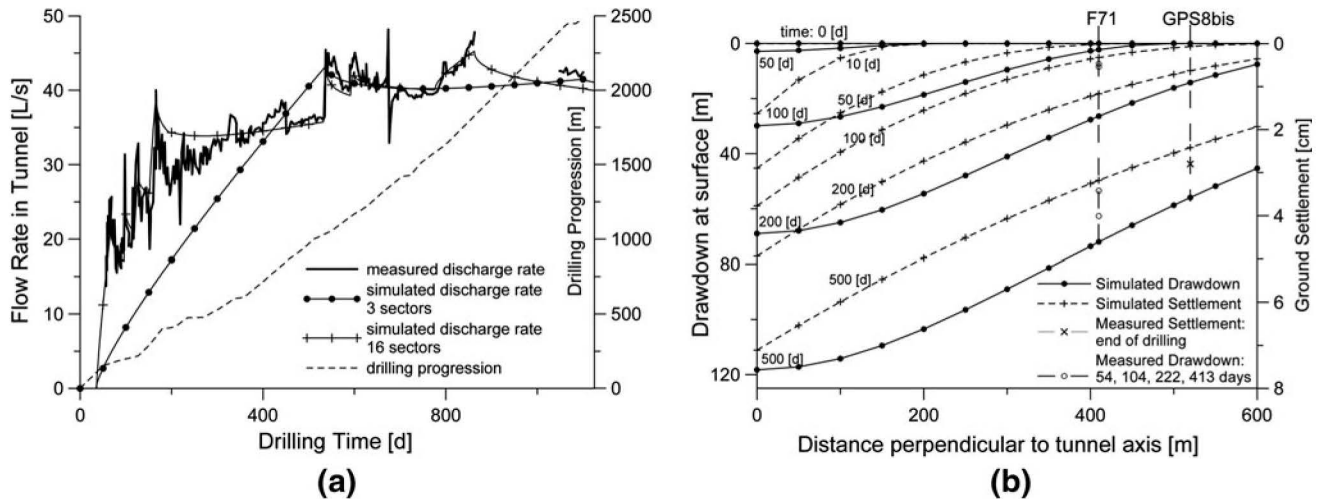 Flow Rate in Tunnel [L/s]
50
40
30
20
10
0
0
400
800
Drilling Time [d]
2500
2000
1500
1000
500
0
Drilling Progression [m]
measured discharge rate
simulated discharge rate
3 sectors
simulated discharge rate
16 sectors
drilling progression
(a)
F71
GPS8bis
Drawdown at surface [m]
0
40
80
120
time: 0 [d]
50 [d]
10 [d]
50 [d]
100 [d]
100 [d]
200 [d]
200 [d]
500 [d]
500 [d]
0
2
4
6
8
Ground Settlement [cm]
Simulated Drawdown
Simulated Settlement
Measured Settlement:
end of drilling
Measured Drawdown:
54, 104, 222, 413 days
0
200
400
600
Distance perpendicular to tunnel axis [m]
(b)